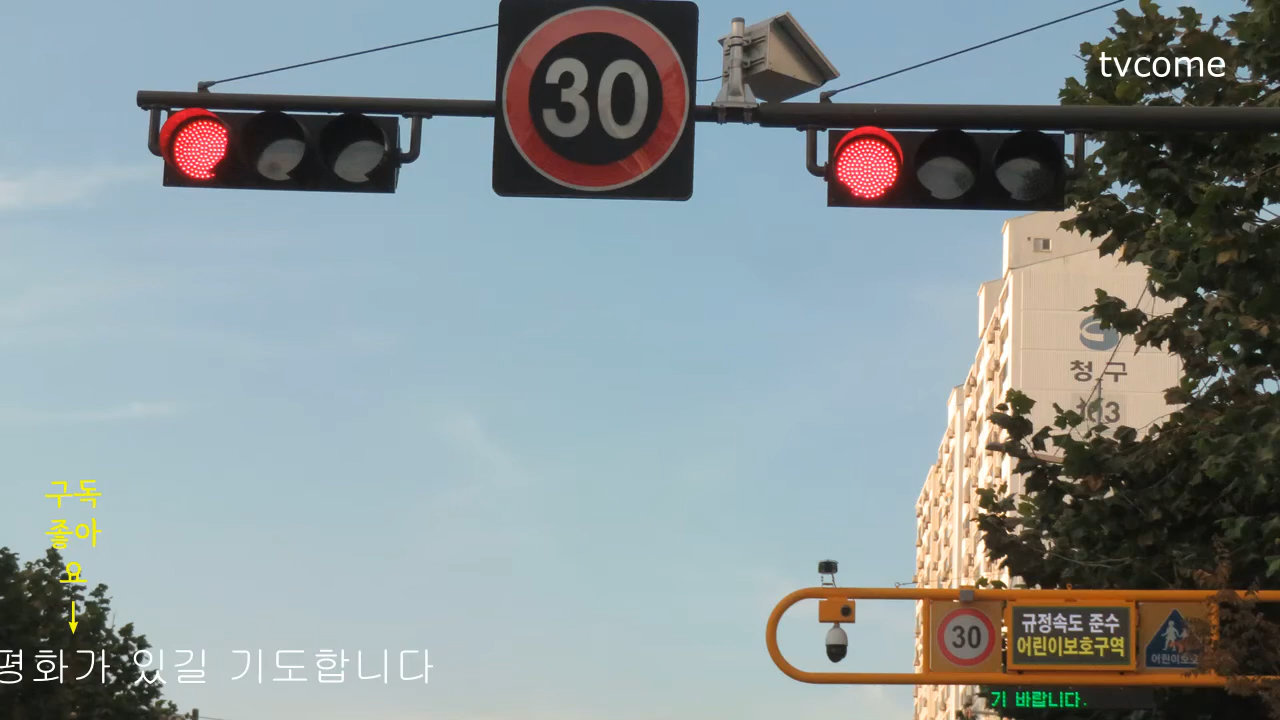 30
tvcome
청구
103
구독
좋아
요
↓
평화가 있길 기도합니다
30
규정속도 준수
어린이보호구역
어린이보호
기 바랍니다.